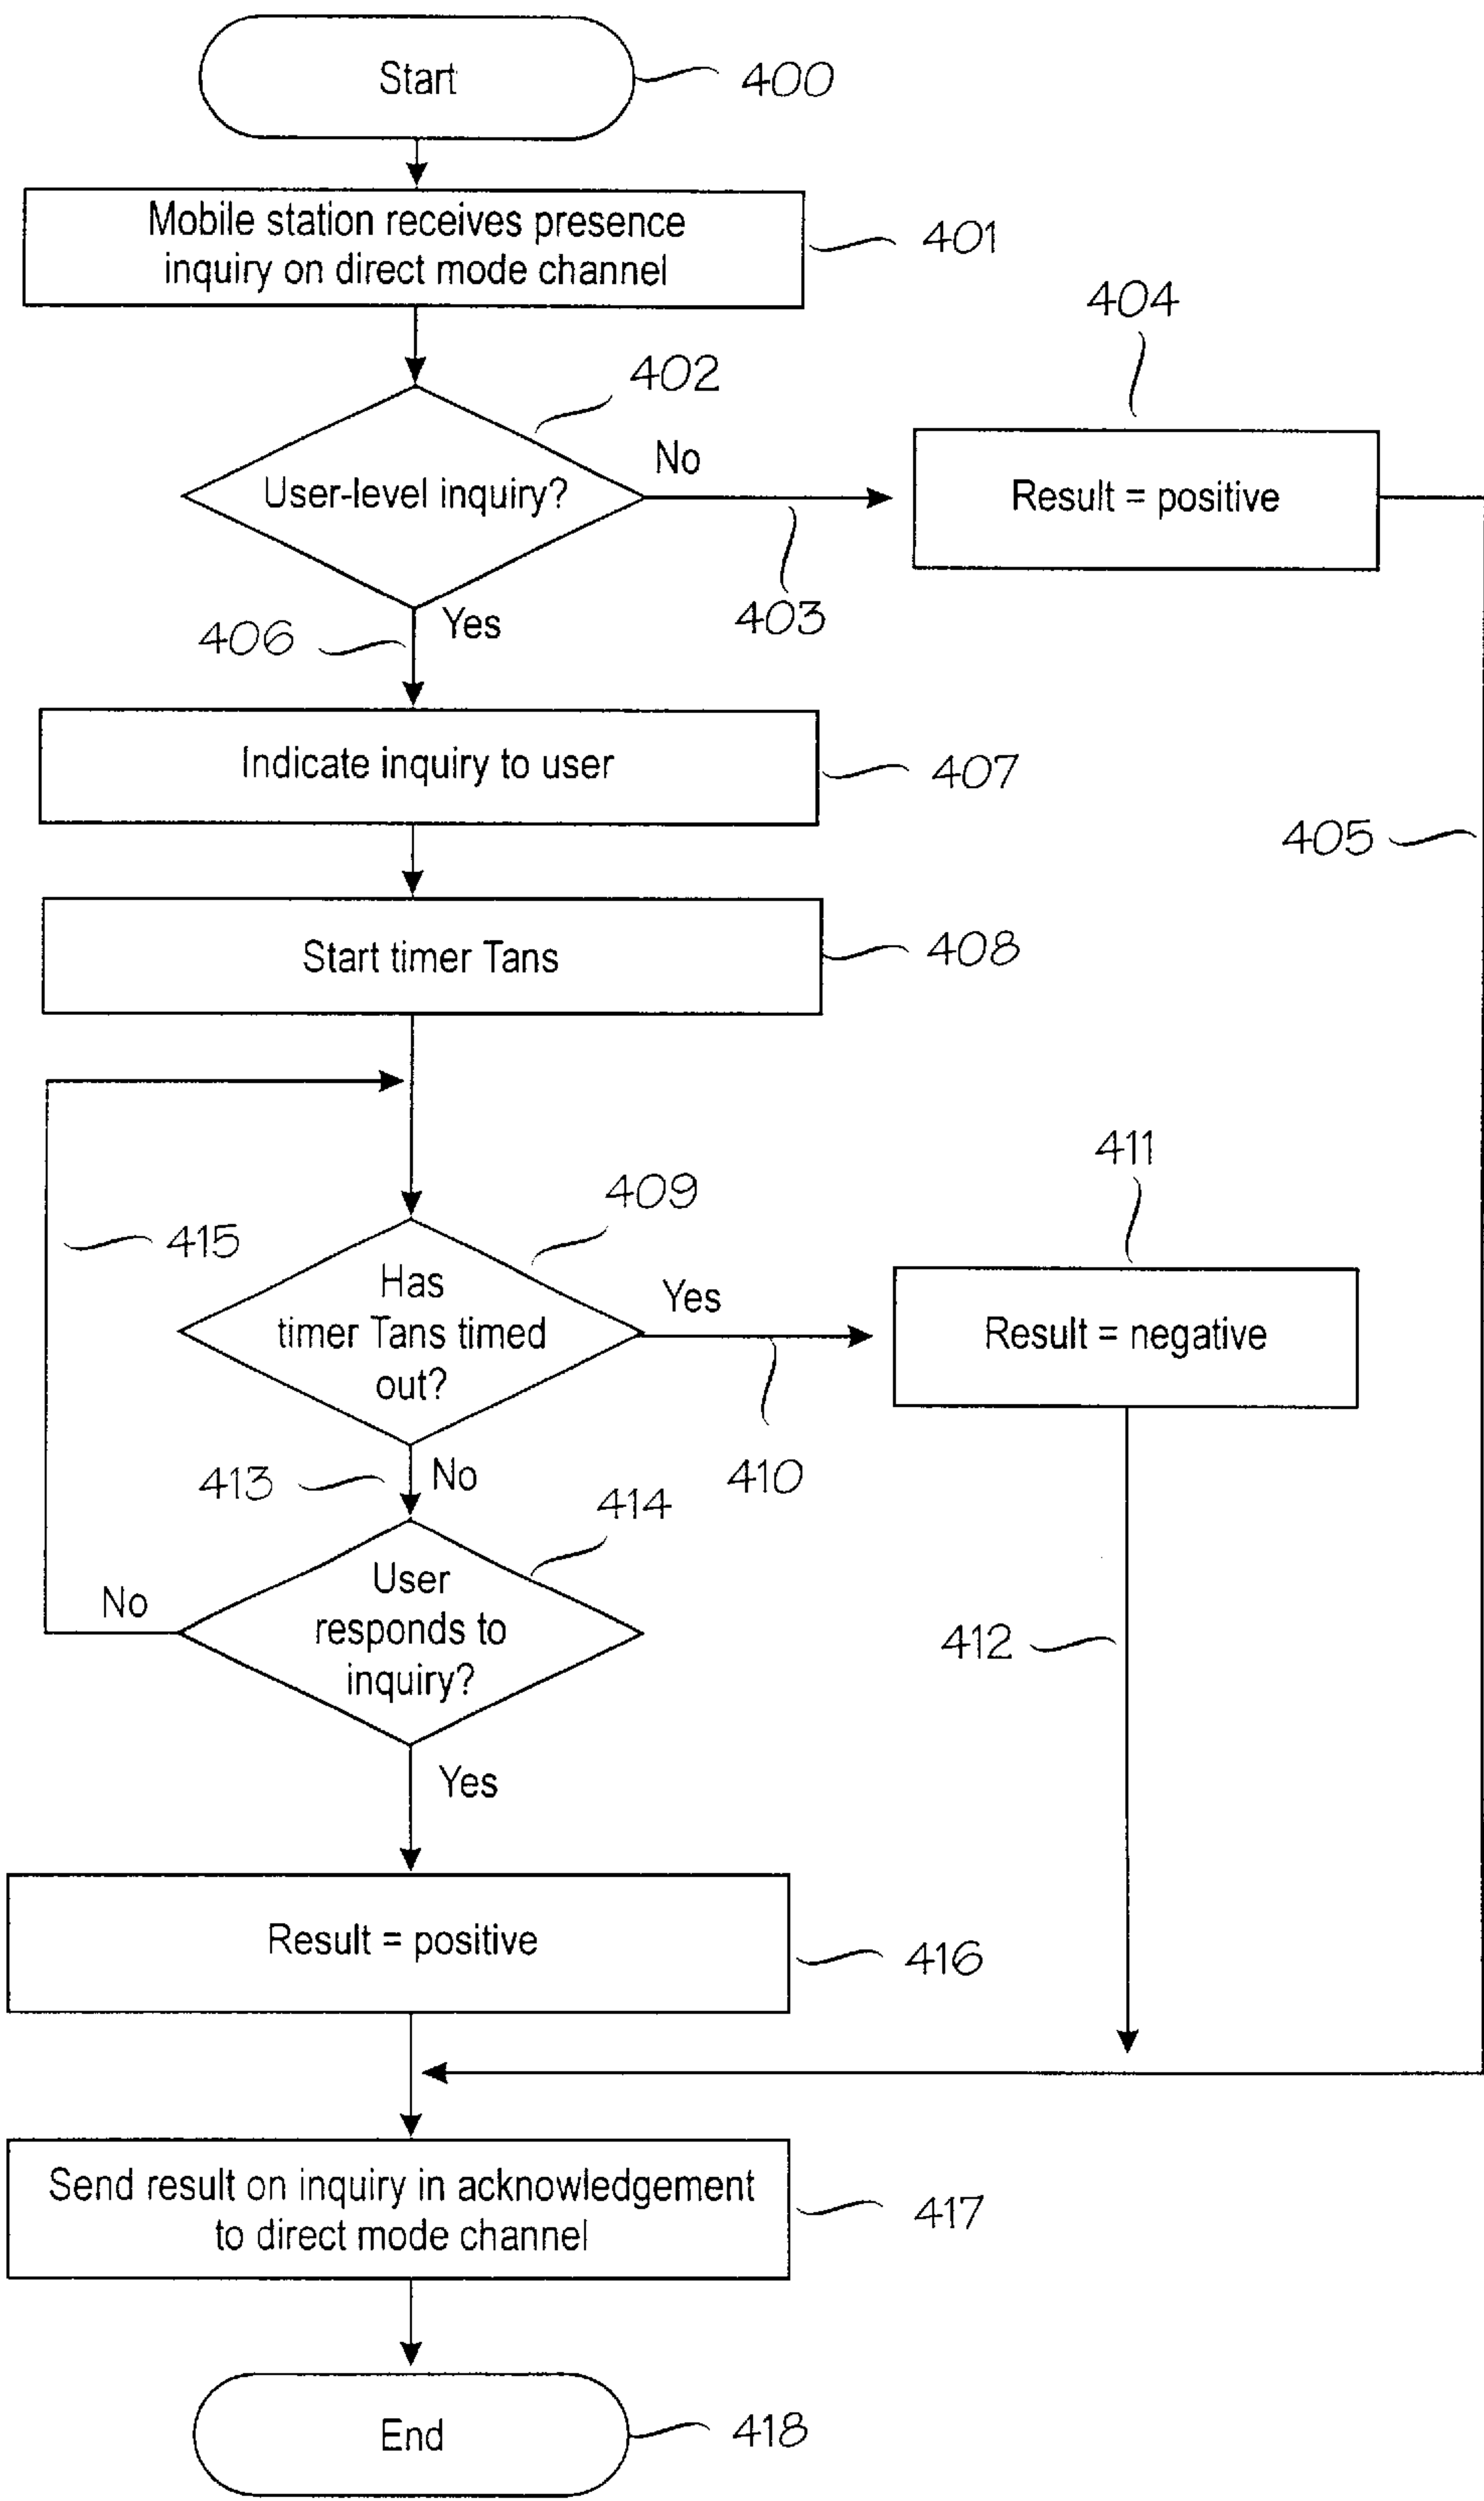 Start
400
Mobile station receives presence
inquiry on direct mode channel
401
404
402
No
User-level inquiry?
Result = positive
403
406
Yes
Indicate inquiry to user
407
405
Start timer Tans
408
411
409
415
Has
timer Tans timed
out?
Yes
Result = negative
410
413
No
414
User
responds to
inquiry?
No
412
Yes
Result = positive
416
Send result on inquiry in acknowledgement
to direct mode channel
417
End
418